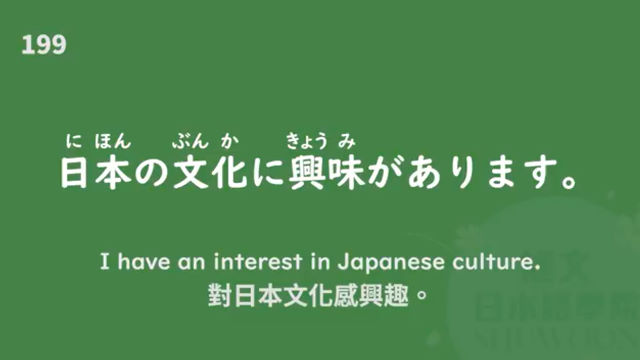 199
に ほん ぶん か きょう み
日本の文化に興味があります。
I have an interest in Japanese culture.
對日本文化感興趣。
語文
日本語學院